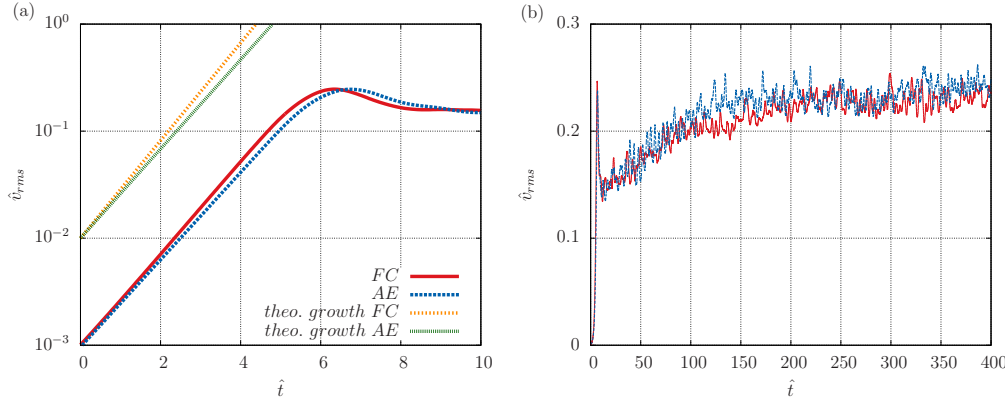 (a)
10^0
10^{-1}
10^{-2}
10^{-3}
v̂_{rms}
FC
AE
theo. growth FC
theo. growth AE
0 2 4 6 8 10
t̂
(b)
0.3
0.2
0.1
0
v̂_{rms}
0 50 100 150 200 250 300 350 400
t̂